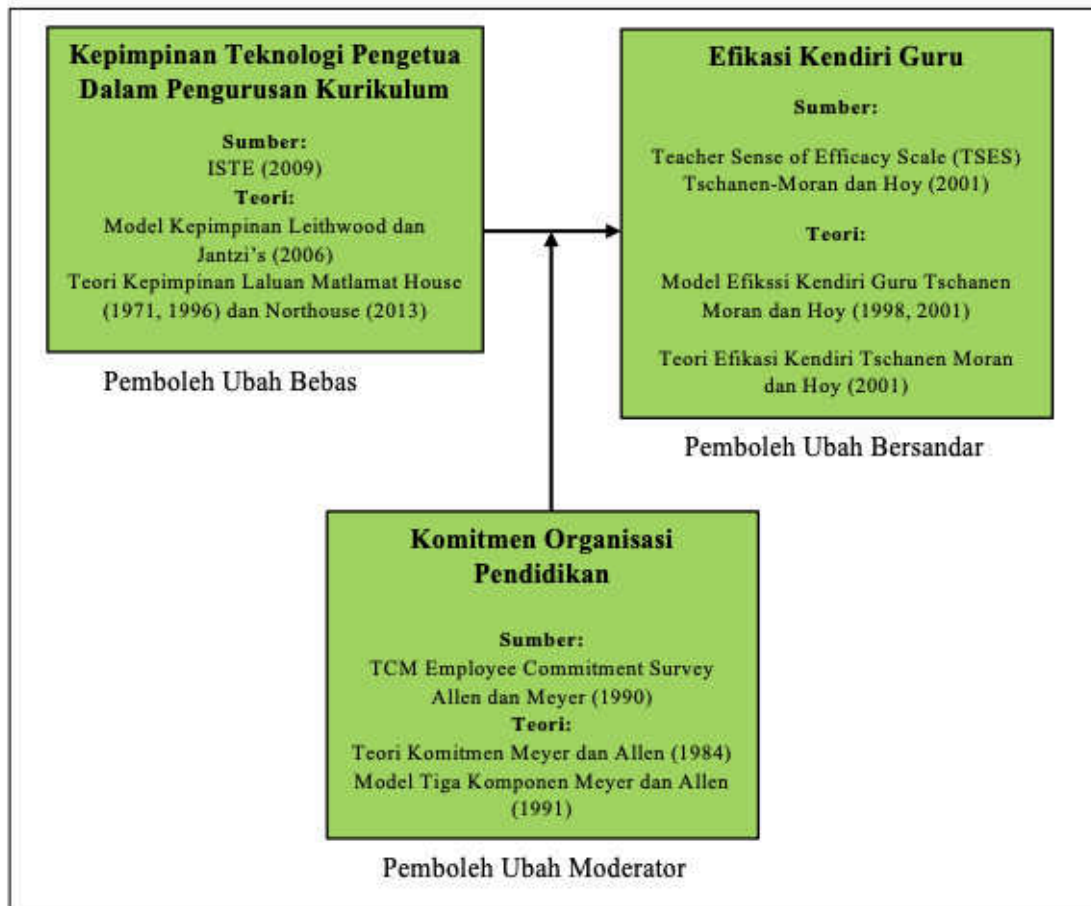 Kepimpinan Teknologi Pengetua
Dalam Pengurusan Kurikulum
Sumber:
ISTE (2009)
Teori:
Model Kepimpinan Leithwood dan
Jantzi's (2006)
Teori Kepimpinan Laluan Matlamat House
(1971, 1996) dan Northouse (2013)
Pemboleh Ubah Bebas
Efikasi Kendiri Guru
Sumber:
Teacher Sense of Efficacy Scale (TSES)
Tschanen-Moran dan Hoy (2001)
Teori:
Model Efikssi Kendiri Guru Tschanen
Moran dan Hoy (1998, 2001)
Teori Efikasi Kendiri Tschanen Moran
dan Hoy (2001)
Pemboleh Ubah Bersandar
Komitmen Organisasi
Pendidikan
Sumber:
TCM Employee Commitment Survey
Allen dan Meyer (1990)
Teori:
Teori Komitmen Meyer dan Allen (1984)
Model Tiga Komponen Meyer dan Allen
(1991)
Pemboleh Ubah Moderator